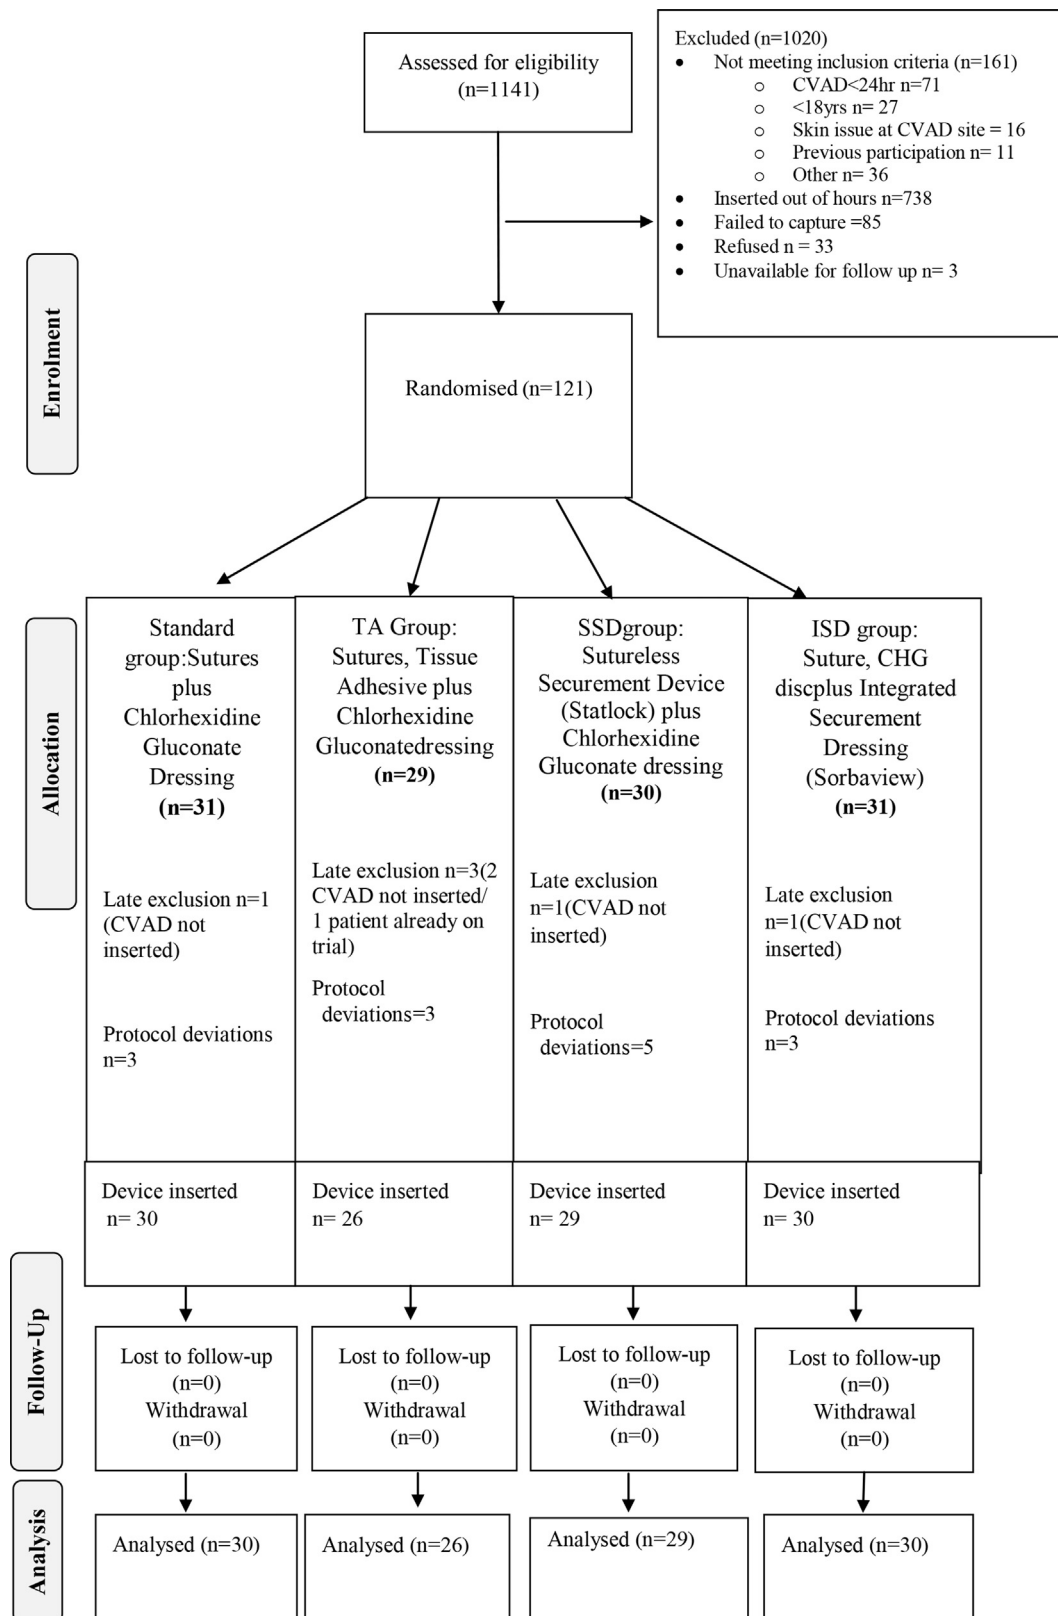 Assessed for eligibility
(n=1141)
Excluded (n=1020)
• Not meeting inclusion criteria (n=161)
o CVAD<24hr n=71
o <18yrs n= 27
o Skin issue at CVAD site = 16
o Previous participation n= 11
o Other n= 36
• Inserted out of hours n=738
• Failed to capture =85
• Refused n = 33
• Unavailable for follow up n= 3
Enrolment
Randomised (n=121)
Allocation
Standard
group:Sutures
plus
Chlorhexidine
Gluconate
Dressing
(n=31)
Late exclusion n=1
(CVAD not
inserted)
Protocol deviations
n=3
TA Group:
Sutures, Tissue
Adhesive plus
Chlorhexidine
Gluconatedressing
(n=29)
Late exclusion n=3(2
CVAD not inserted/
1 patient already on
trial)
Protocol
deviations=3
SSDgroup:
Sutureless
Securement Device
(Statlock) plus
Chlorhexidine
Gluconate dressing
(n=30)
Late exclusion
n=1(CVAD not
inserted)
Protocol
deviations=5
ISD group:
Suture, CHG
discplus Integrated
Securement
Dressing
(Sorbaview)
(n=31)
Late exclusion
n=1(CVAD not
inserted)
Protocol deviations
n=3
Device inserted
n= 30
Device inserted
n= 26
Device inserted
n= 29
Device inserted
n= 30
Follow-Up
Lost to follow-up
(n=0)
Withdrawal
(n=0)
Lost to follow-up
(n=0)
Withdrawal
(n=0)
Lost to follow-up
(n=0)
Withdrawal
(n=0)
Lost to follow-up
(n=0)
Withdrawal
(n=0)
Analysis
Analysed (n=30)
Analysed (n=26)
Analysed (n=29)
Analysed (n=30)